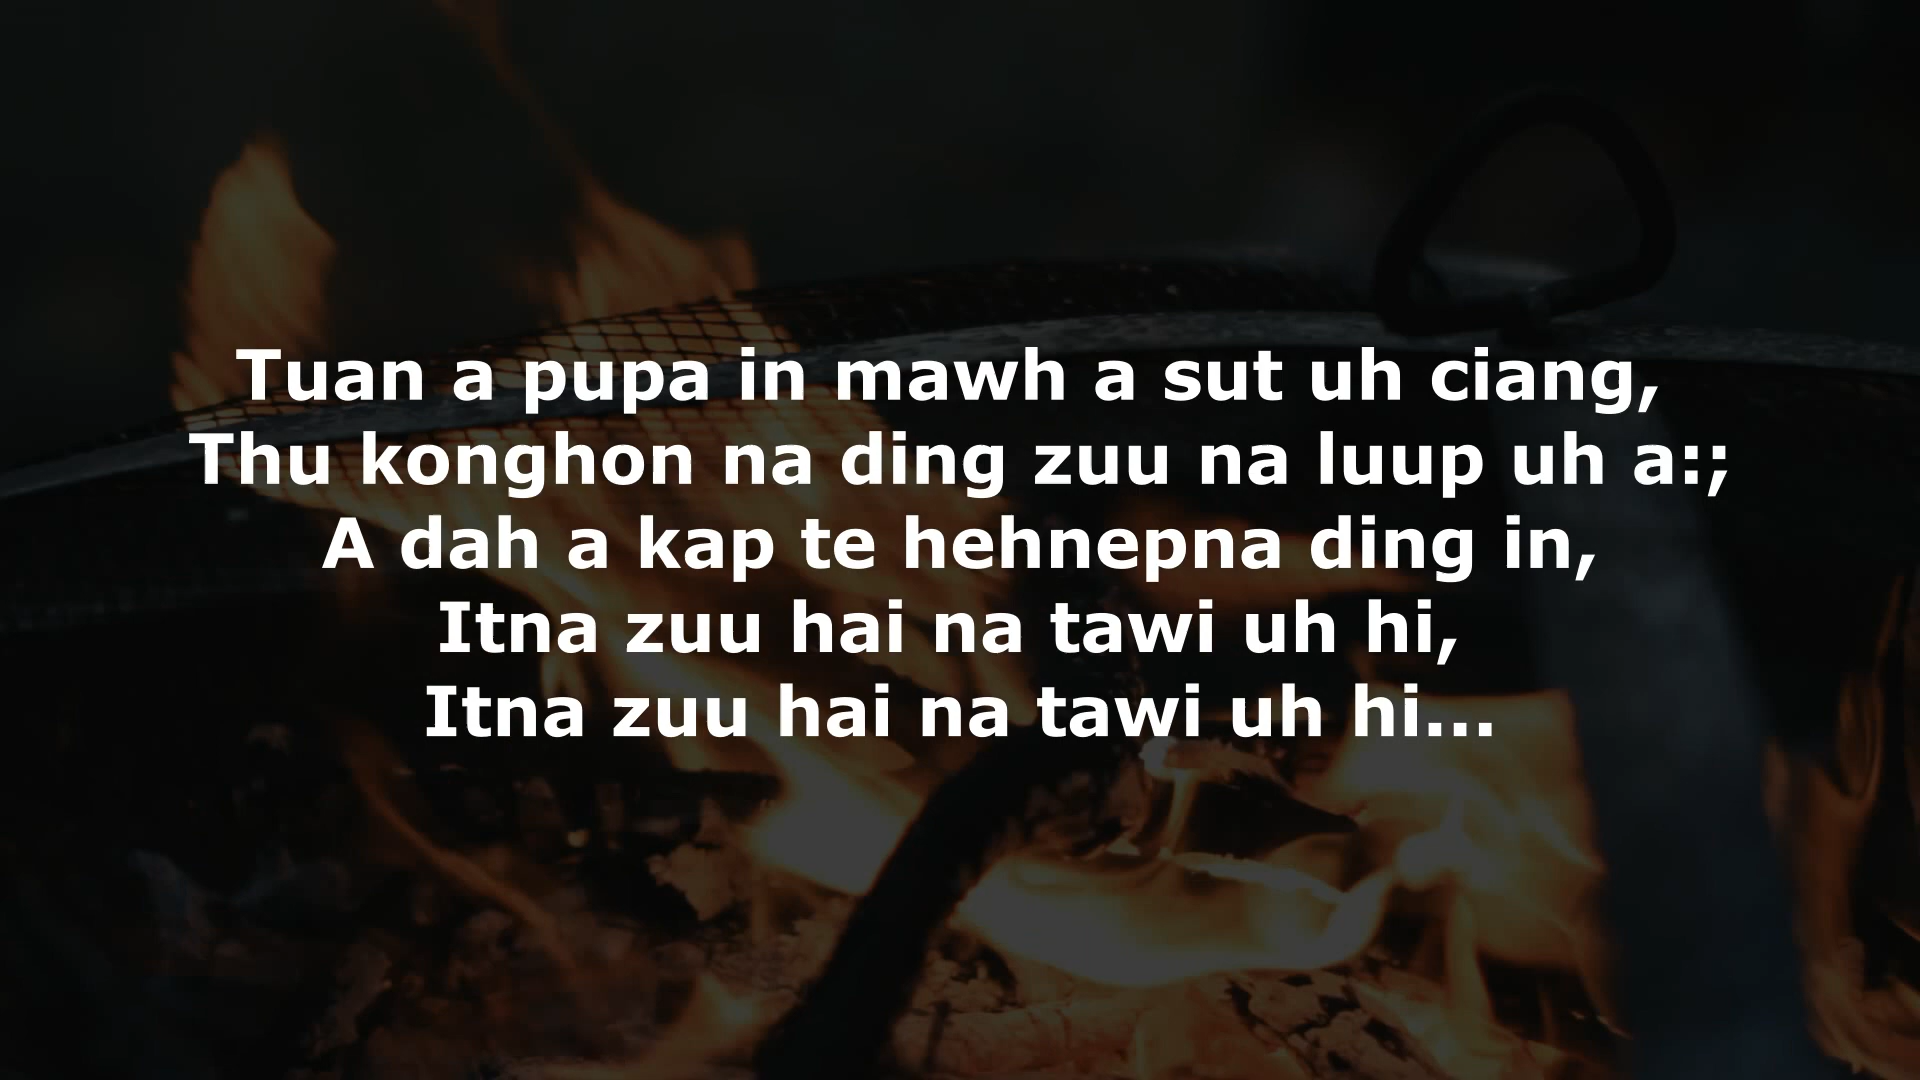 Tuan a pupa in mawh a sut uh ciang,
Thu konghon na ding zuu na luup uh a:;
A dah a kap te hehnepna ding in,
Itna zuu hai na tawi uh hi,
Itna zuu hai na tawi uh hi...